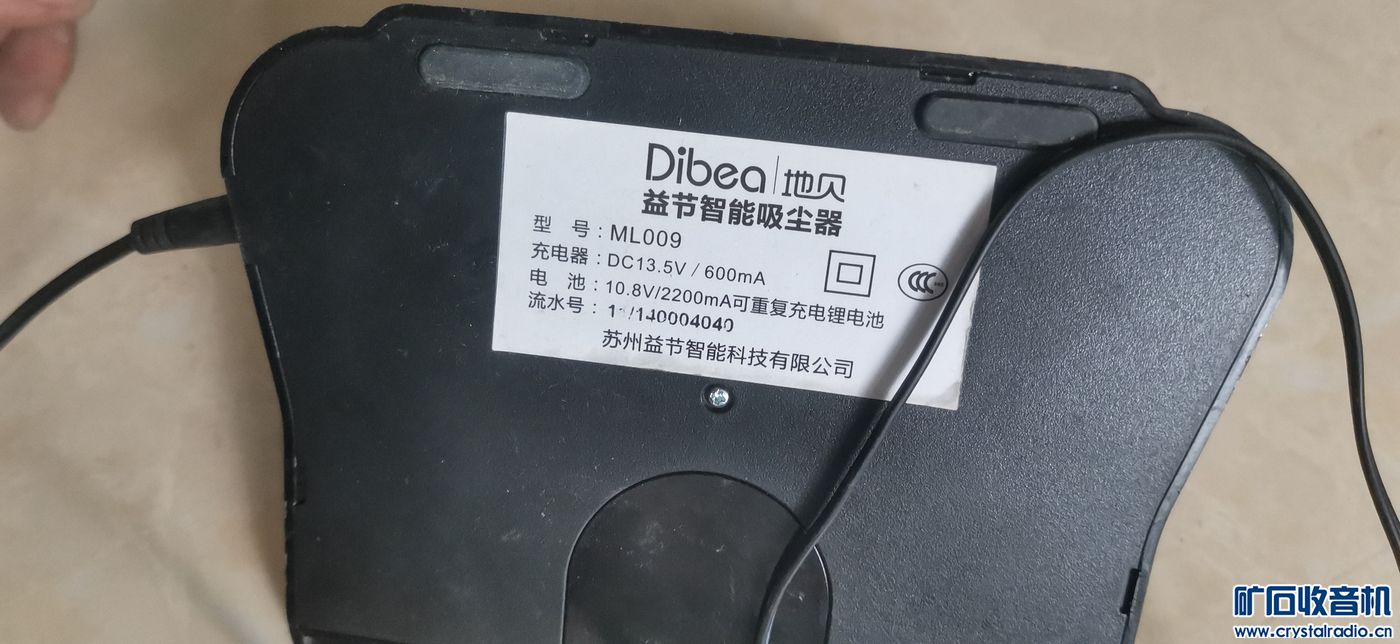 Dibea 地贝
益节智能吸尘器
型 号：ML009
充电器：DC13.5V / 600mA
电 池：10.8V/2200mA可重复充电锂电池
流水号：
苏州益节智能科技有限公司
矿石收音机
www.crystalradio.cn